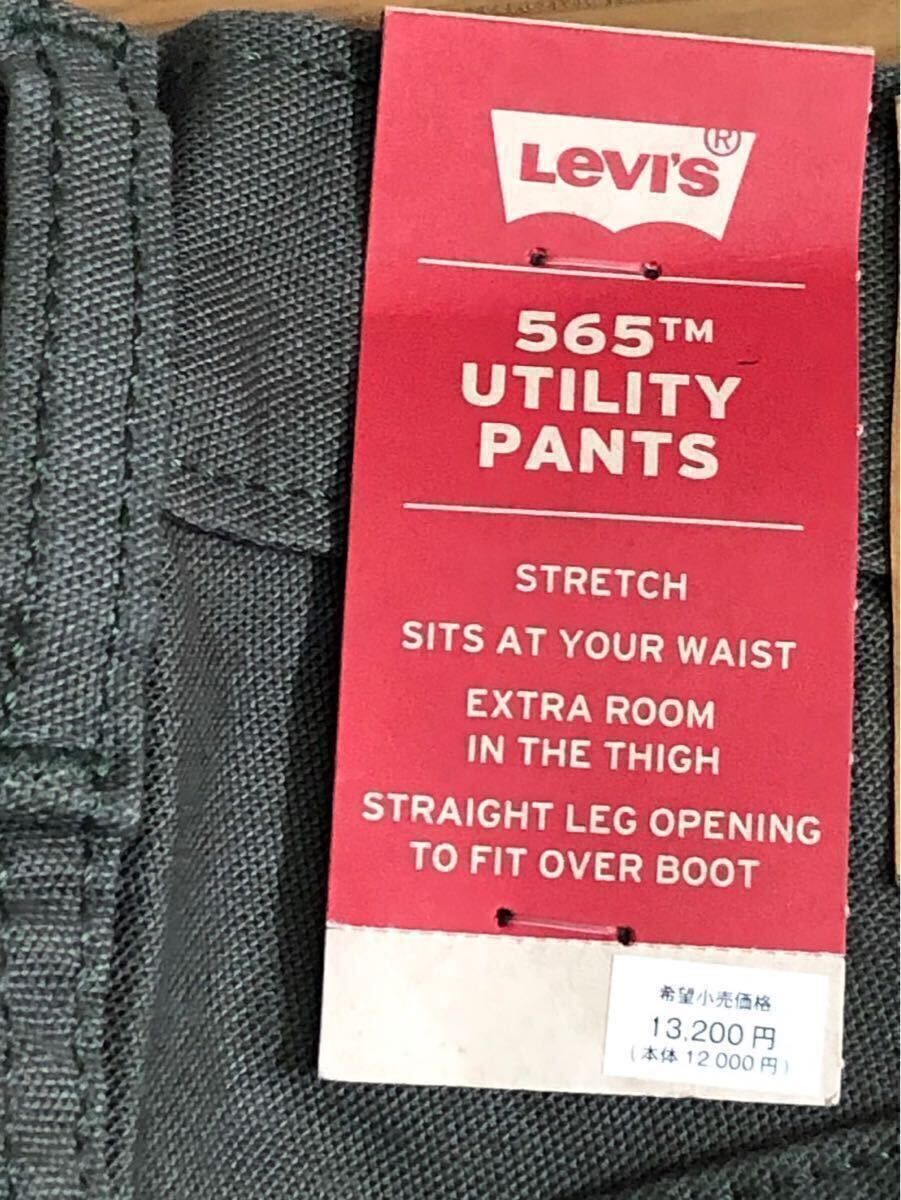 LEVI'S®
565™
UTILITY
PANTS
STRETCH
SITS AT YOUR WAIST
EXTRA ROOM
IN THE THIGH
STRAIGHT LEG OPENING
TO FIT OVER BOOT
希望小売価格
13,200円
(本体12,000円)